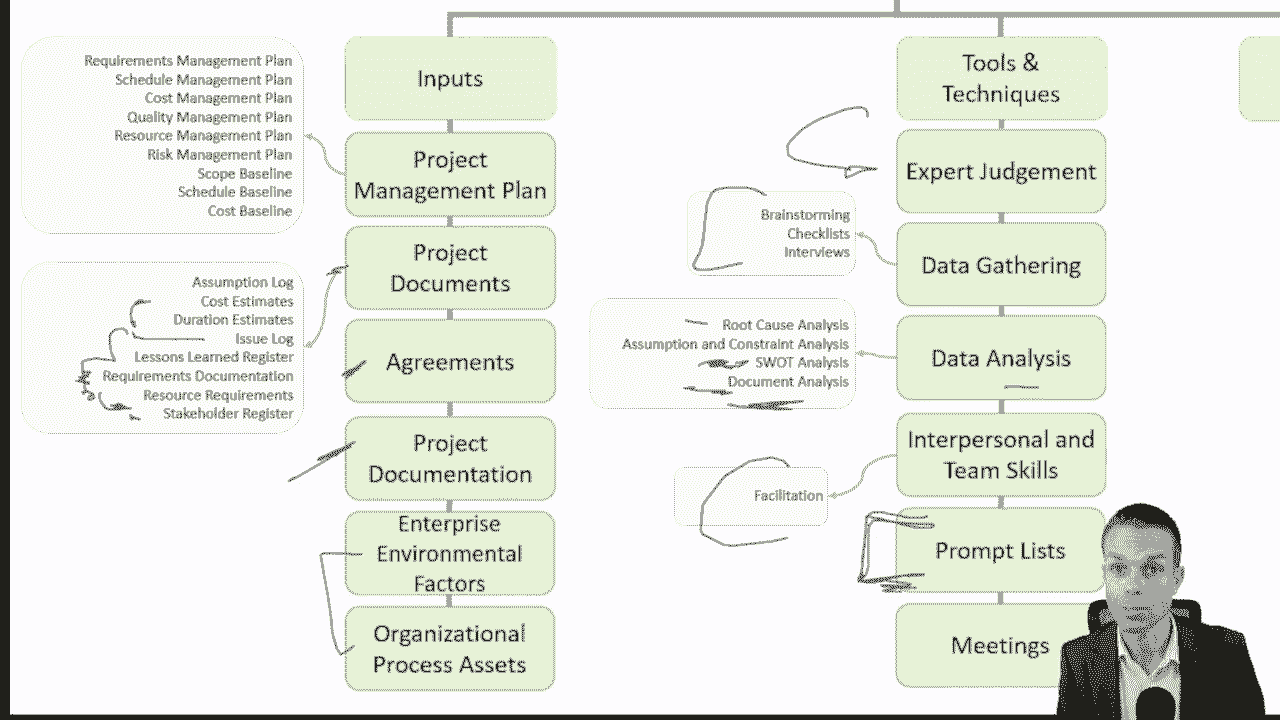 Requirements Management Plan
Schedule Management Plan
Cost Management Plan
Quality Management Plan
Resource Management Plan
Risk Management Plan
Scope Baseline
Schedule Baseline
Cost Baseline
Assumption Log
Cost Estimates
Duration Estimates
Issue Log
Lessons Learned Register
Requirements Documentation
Resource Requirements
Stakeholder Register
Inputs
Project
Management Plan
Project
Documents
Agreements
Project
Documentation
Enterprise
Environmental
Factors
Organizational
Process Assets
Brainstorming
Checklists
Interviews
Root Cause Analysis
Assumption and Constraint Analysis
SWOT Analysis
Document Analysis
Facilitation
Tools &
Techniques
Expert Judgement
Data Gathering
Data Analysis
Interpersonal and
Team Skills
Prompt Lists
Meetings